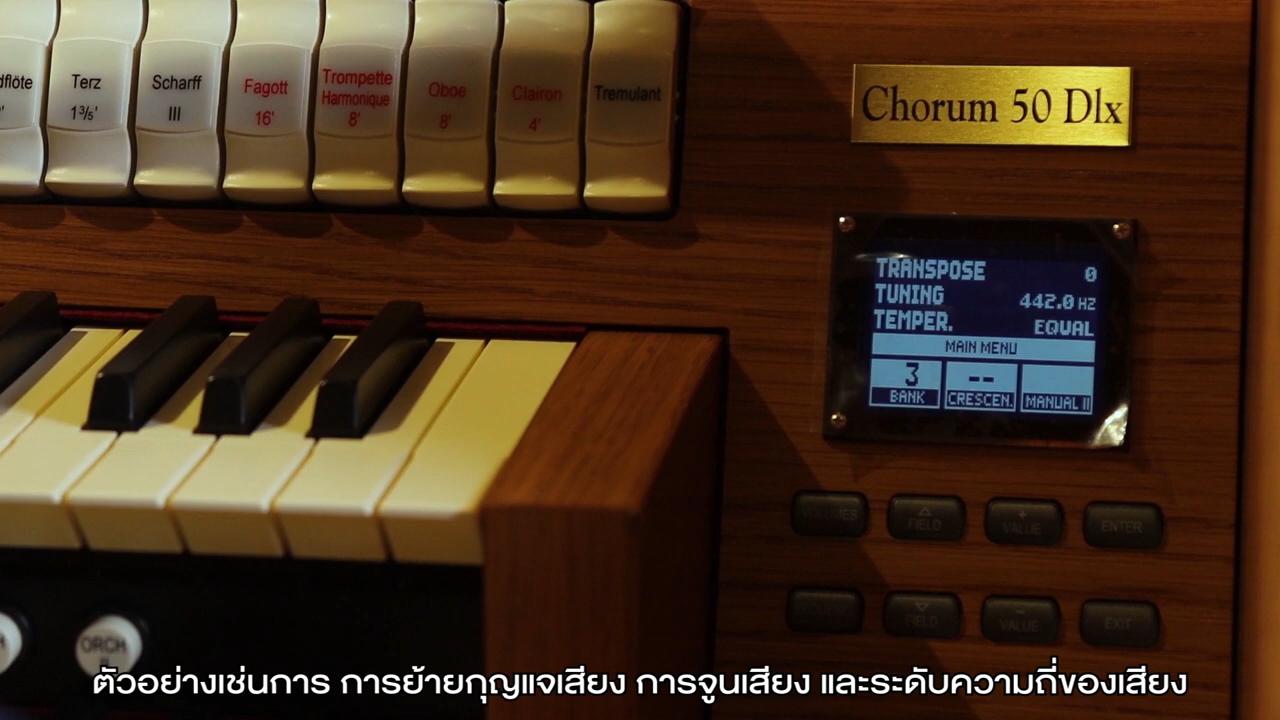 Terz
1⅗'
Scharff
III
Fagott
16'
Trompette
Harmonique
8'
Oboe
8'
Clairon
4'
Tremulant
Chorum 50 Dlx
TRANSPOSE 0
TUNING 442.0 HZ
TEMPER. EQUAL
MAIN MENU
3 --
BANK CRESCEN. MANUAL II
VOLUMES FIELD + VALUE ENTER
FIELD - VALUE EXIT
ORCH
ตัวอย่างเช่นการ การย้ายกุญแจเสียง การจูนเสียง และระดับความถี่ของเสียง